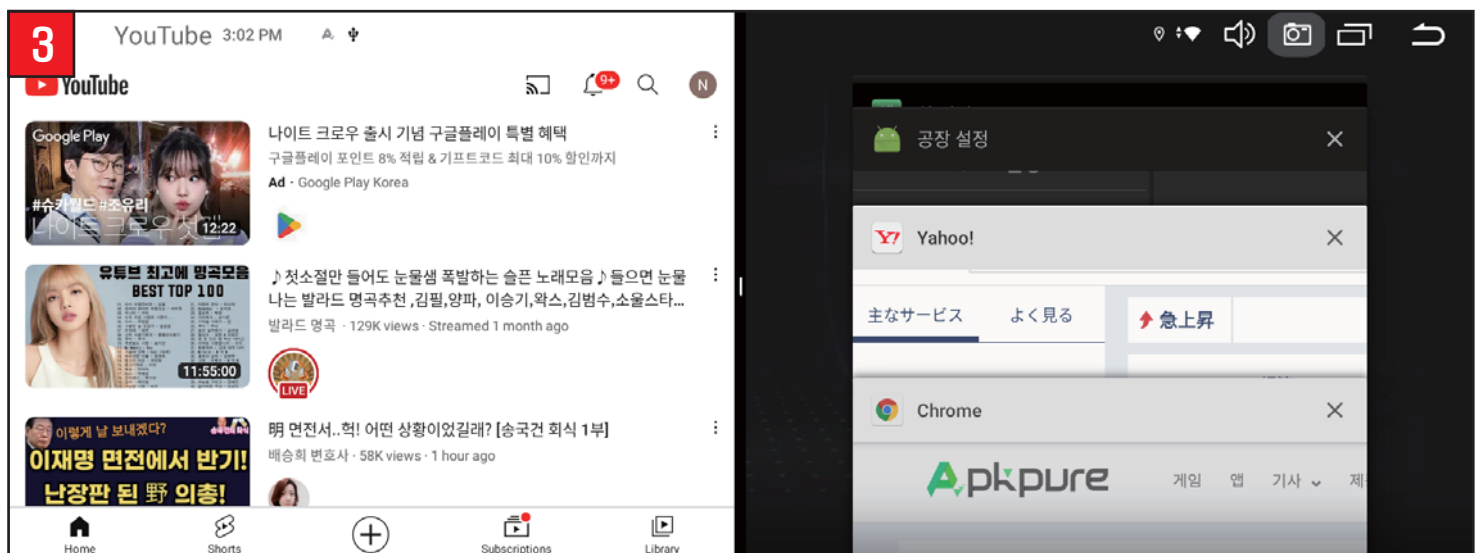 3
YouTube 3:02 PM
YouTube
9+
N
Google Play
#슈카월드 #조유리
나이트 크로우 첫걸
12:22
나이트 크로우 출시 기념 구글플레이 특별 혜택
구글플레이 포인트 8% 적립 & 기프트코드 최대 10% 할인까지
Ad · Google Play Korea
유튜브 최고에 명곡모음
BEST TOP 100
11:55:00
♪첫소절만 들어도 눈물샘 폭발하는 슬픈 노래모음♪들으면 눈물
나는 발라드 명곡추천 ,김필,양파, 이승기,왁스,김범수,소울스타...
발라드 명곡 · 129K views · Streamed 1 month ago
LIVE
이렇게 날 보내겠다?
이재명 면전에서 반기!
난장판 된 野 의총!
明 면전서..헉! 어떤 상황이었길래? [송국건 회식 1부]
배승희 변호사 · 58K views · 1 hour ago
Home
Shorts
Subscriptions
Library
공장 설정
Y! Yahoo!
主なサービス よく見る 急上昇
Chrome
Apkpure 게임 앱 기사